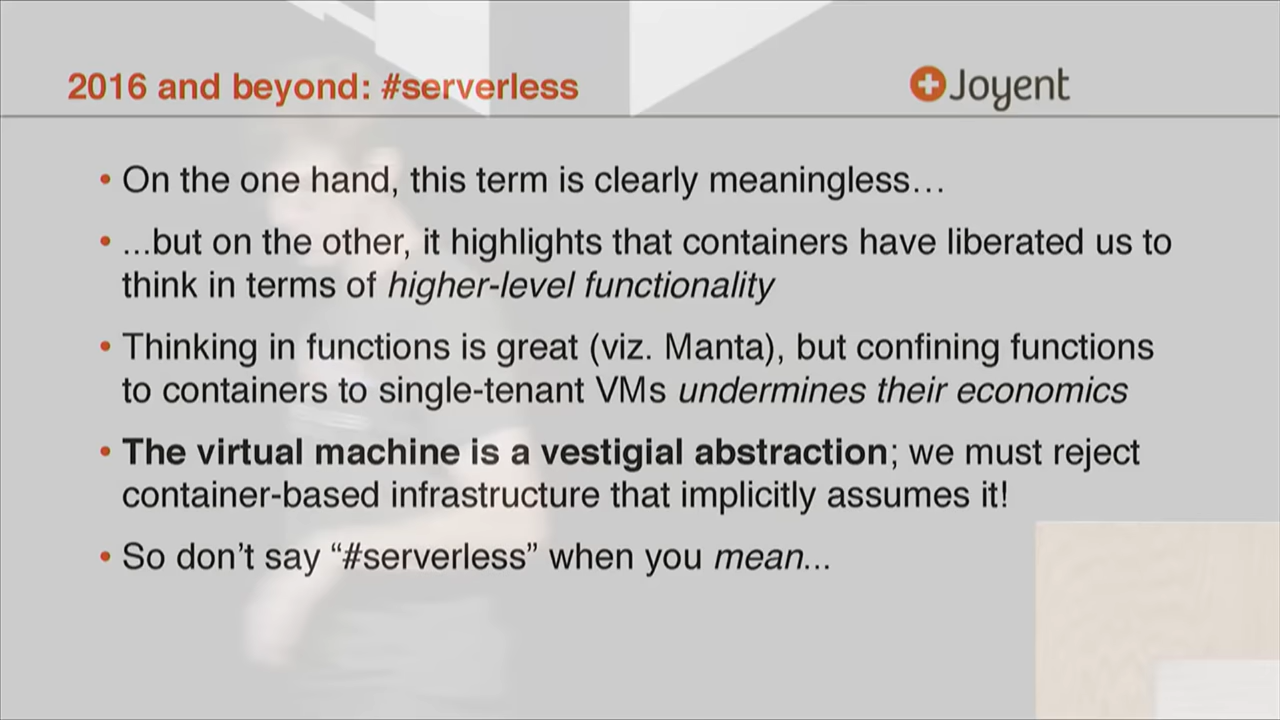 2016 and beyond: #serverless
Joyent
• On the one hand, this term is clearly meaningless…
• ...but on the other, it highlights that containers have liberated us to
think in terms of higher-level functionality
• Thinking in functions is great (viz. Manta), but confining functions
to containers to single-tenant VMs undermines their economics
• The virtual machine is a vestigial abstraction; we must reject
container-based infrastructure that implicitly assumes it!
• So don’t say “#serverless” when you mean...